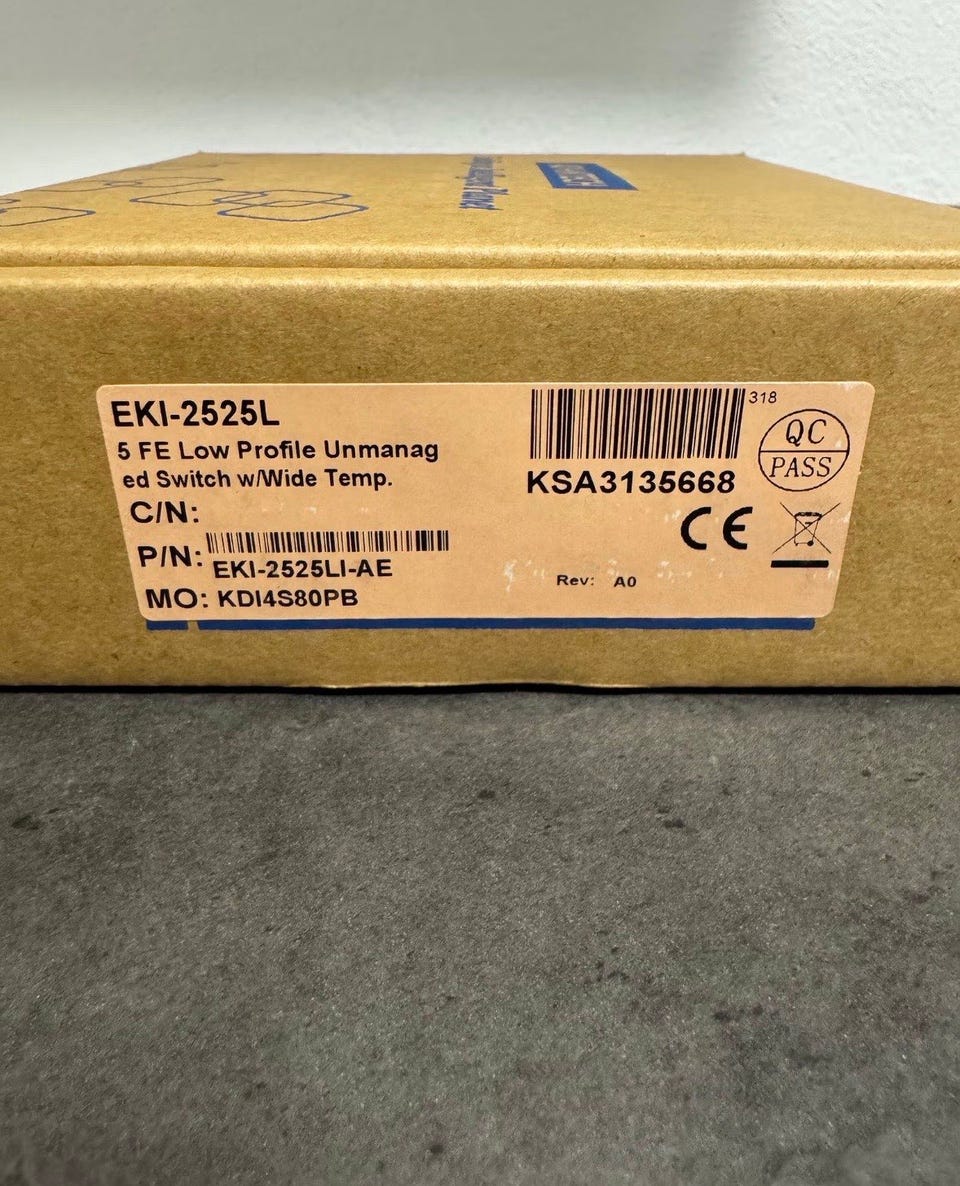 EKI-2525L
5 FE Low Profile Unmanag
ed Switch w/Wide Temp.
C/N:
P/N:
EKI-2525LI-AE
MO: KDI4S80PB
318
KSA3135668
QC
PASS
CE
Rev: A0